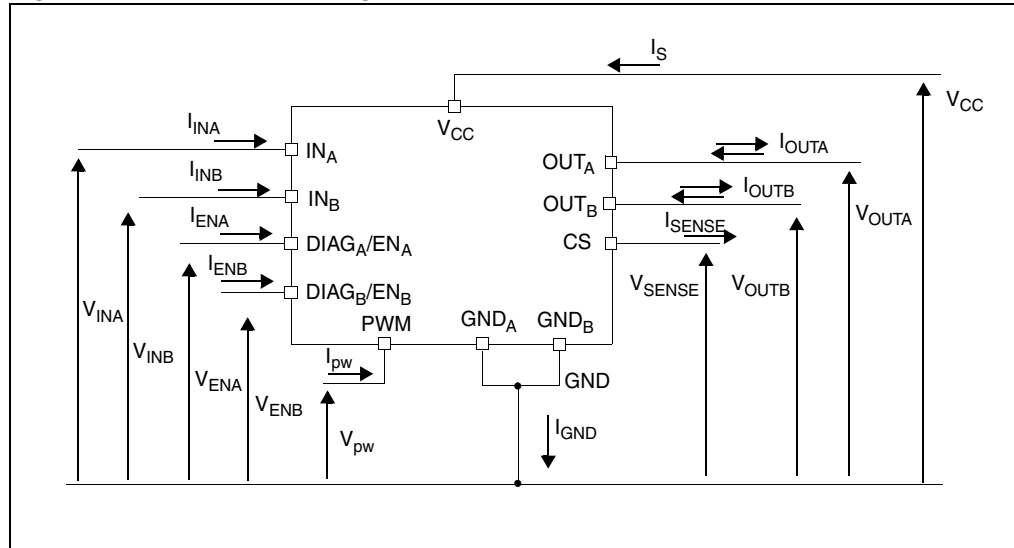 I_S
V_CC
V_CC
I_INA
IN_A
I_OUTA
OUT_A
I_INB
IN_B
I_OUTB
OUT_B
I_ENA
DIAG_A/EN_A
I_SENSE
CS
V_OUTA
I_ENB
DIAG_B/EN_B
V_SENSE
V_OUTB
V_INA
PWM
GND_A
GND_B
V_INB
I_pw
GND
V_ENA
V_ENB
V_pw
I_GND